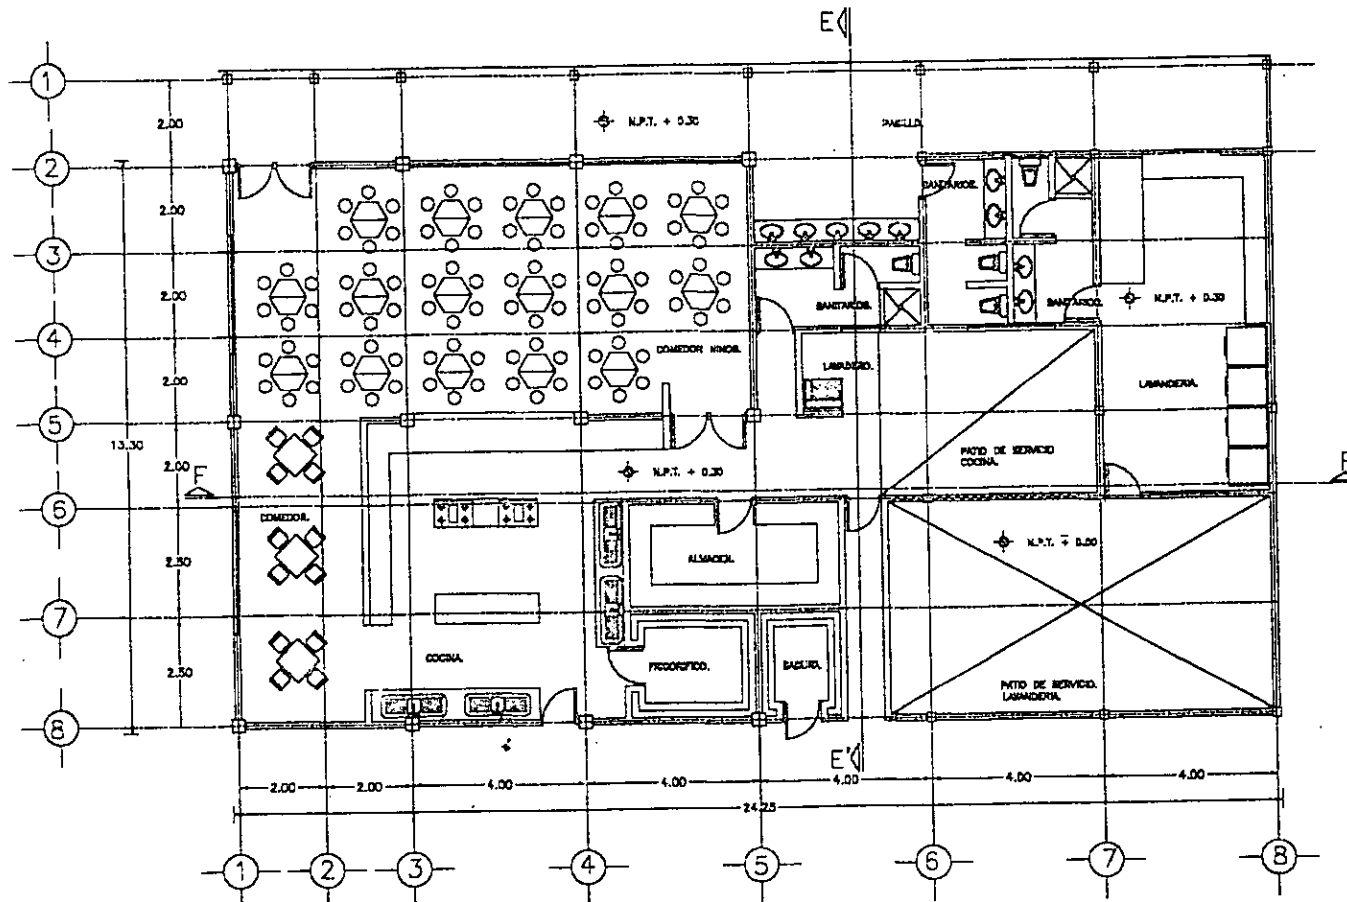 E
1
2.00
N.P.T. + 0.30
PASILLO.
2
SANITARIOS.
2.00
3
2.00
SANITARIOS.
SANITARIOS.
N.P.T. + 0.30
4
COMEDOR NINOS.
LAVADERO.
2.00
LAVANDERIA.
5
13.30
2.00
F
N.P.T. + 0.30
PATIO DE SERVICIO
COCINA.
F
6
COMEDOR.
2.50
ALMACEN.
N.P.T. + 0.00
7
2.50
COCINA.
FRIGORIFICO.
BASURA.
PATIO DE SERVICIO.
LAVANDERIA.
8
E'
2.00
2.00
4.00
4.00
4.00
4.00
4.00
24.25
1
2
3
4
5
6
7
8